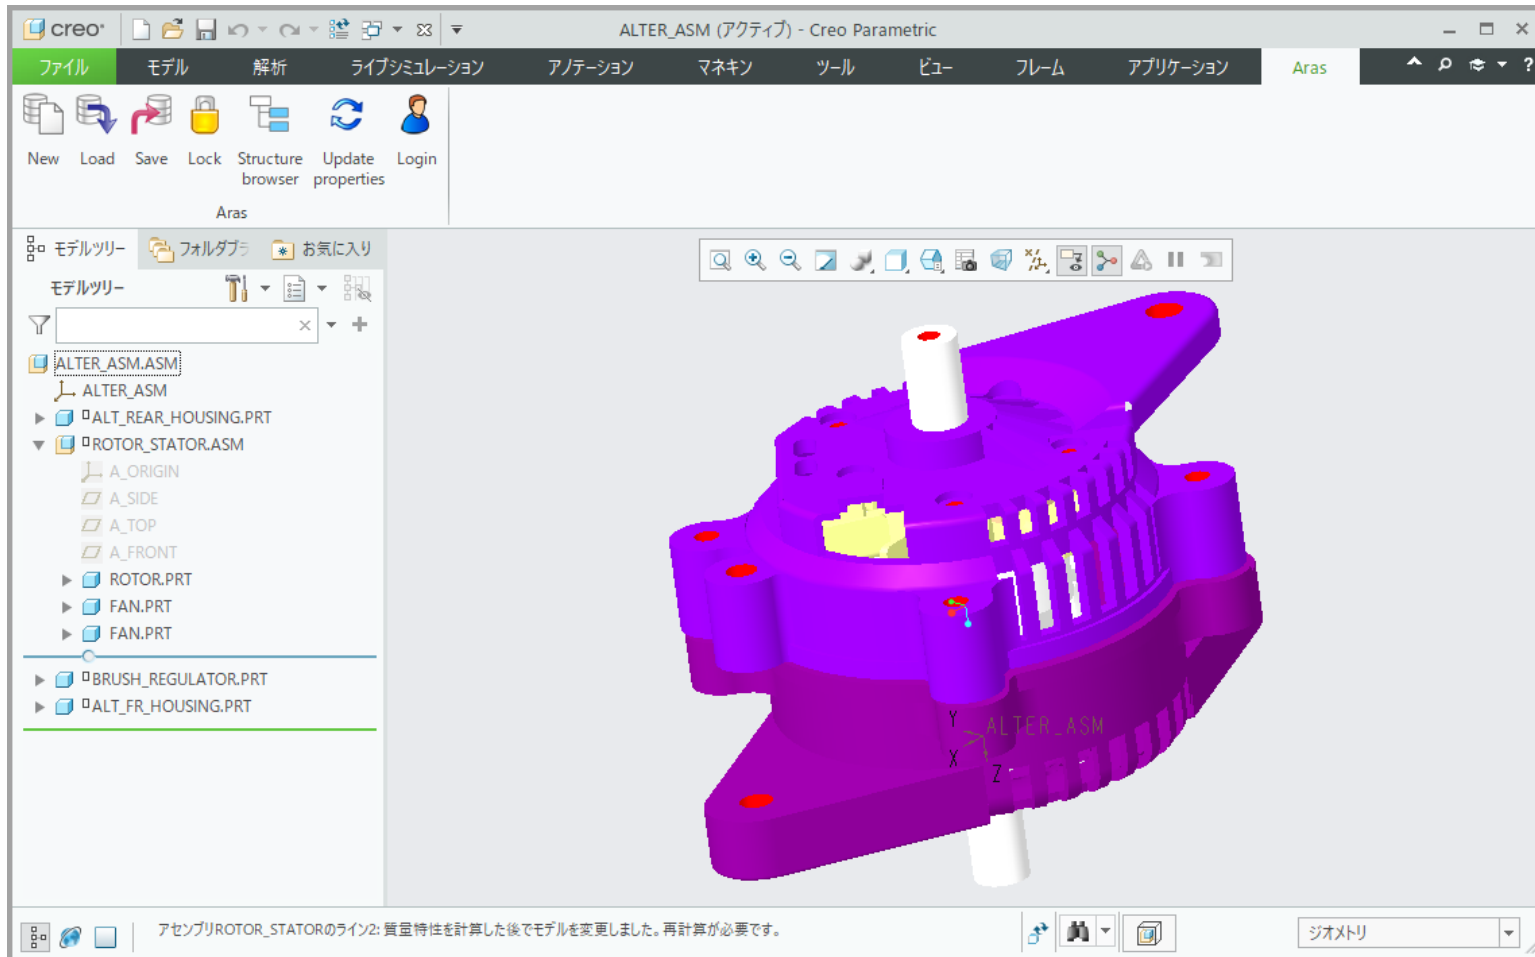 creo
ALTER_ASM (アクティブ) - Creo Parametric
ファイル モデル 解析 ライブシミュレーション アノテーション マネキン ツール ビュー フレーム アプリケーション Aras
New Load Save Lock Structure browser Update properties Login
Aras
モデルツリー フォルダブラ お気に入り
モデルツリー
ALTER_ASM.ASM
ALTER_ASM
ALT_REAR_HOUSING.PRT
ROTOR_STATOR.ASM
A_ORIGIN
A_SIDE
A_TOP
A_FRONT
ROTOR.PRT
FAN.PRT
FAN.PRT
BRUSH_REGULATOR.PRT
ALT_FR_HOUSING.PRT
Y ALTER_ASM
X Z
アセンブリROTOR_STATORのライン2: 質量特性を計算した後でモデルを変更しました。再計算が必要です。
ジオメトリ